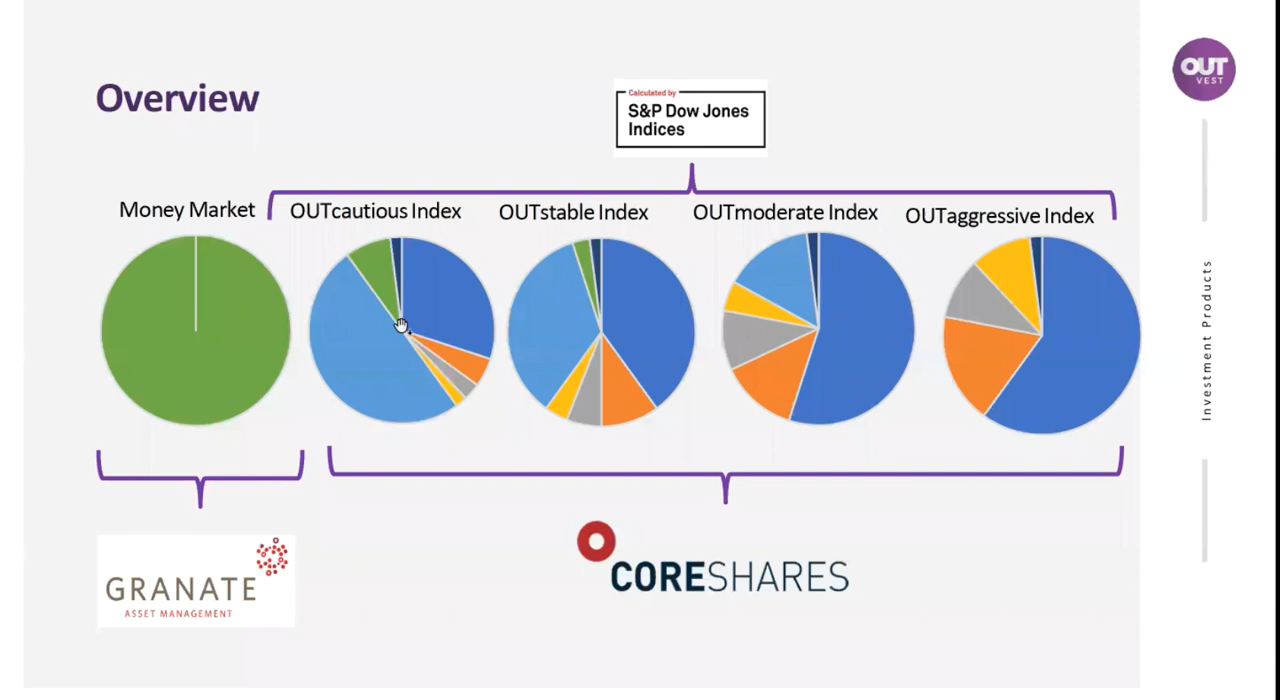 Overview
Calculated by
S&P Dow Jones
Indices
OUT
VEST
Money Market
OUTcautious Index
OUTstable Index
OUTmoderate Index
OUTaggressive Index
Investment Products
GRANATE
ASSET MANAGEMENT
CORESHARES